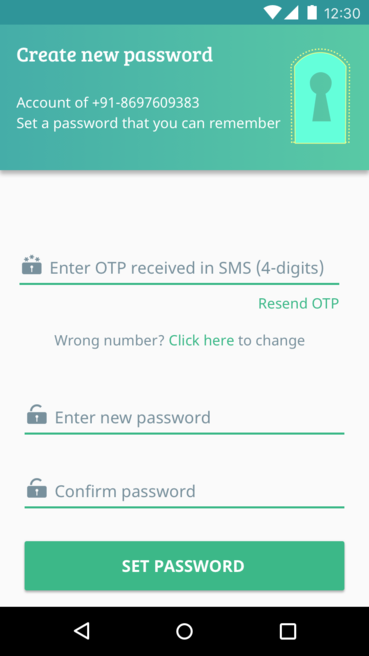 12:30
Create new password
Account of +91-8697609383
Set a password that you can remember
Enter OTP received in SMS (4-digits)
Resend OTP
Wrong number? Click here to change
Enter new password
Confirm password
SET PASSWORD